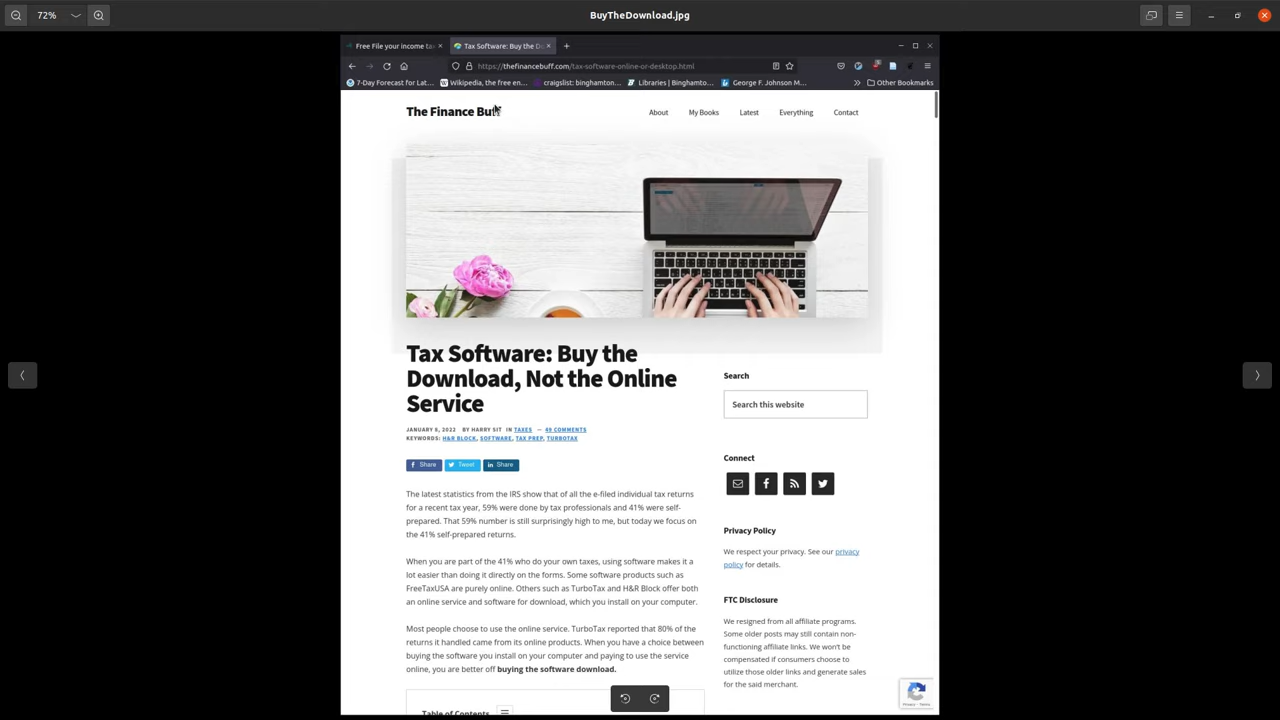 72%
BuyTheDownload.jpg
Free File your income ta
Tax Software: Buy the D
https://thefinancebuff.com/tax-software-online-or-desktop.html
7-Day Forecast for Lat…
Wikipedia, the free en…
craigslist: binghamto…
Libraries | Binghamto…
George F. Johnson M…
Other Bookmarks
The Finance Buff
About
My Books
Latest
Everything
Contact
Tax Software: Buy the
Download, Not the Online
Service
JANUARY 8, 2022 BY HARRY SIT IN TAXES — 49 COMMENTS
KEYWORDS: H&R BLOCK, SOFTWARE, TAX PREP, TURBOTAX
Share
Tweet
Share
The latest statistics from the IRS show that of all the e-filed individual tax returns
for a recent tax year, 59% were done by tax professionals and 41% were self-
prepared. That 59% number is still surprisingly high to me, but today we focus on
the 41% self-prepared returns.
When you are part of the 41% who do your own taxes, using software makes it a
lot easier than doing it directly on the forms. Some software products such as
FreeTaxUSA are purely online. Others such as TurboTax and H&R Block offer both
an online service and software for download, which you install on your computer.
Most people choose to use the online service. TurboTax reported that 80% of the
returns it handled came from its online products. When you have a choice between
buying the software you install on your computer and paying to use the service
online, you are better off buying the software download.
Table of Contents
Search
Search this website
Connect
Privacy Policy
We respect your privacy. See our privacy
policy for details.
FTC Disclosure
We resigned from all affiliate programs.
Some older posts may still contain non-
functioning affiliate links. We won't be
compensated if consumers choose to
utilize those older links and generate sales
for the said merchant.
Privacy - Terms